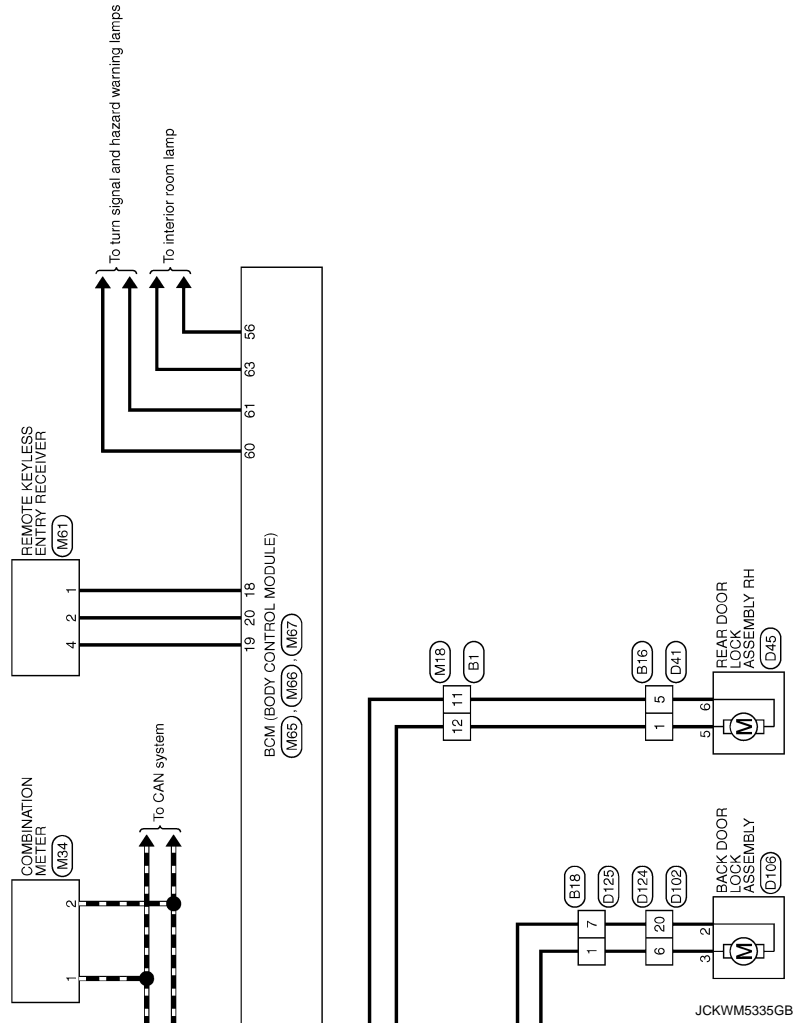 To turn signal and hazard warning lamps
To interior room lamp
56
63
61
60
REMOTE KEYLESS
ENTRY RECEIVER
M61
1
2
4
18
20
19
BCM (BODY CONTROL MODULE)
M65 , M66 , M67
To CAN system
COMBINATION
METER
M34
2
1
M18
B1
11
12
B16
D41
5
1
6
5
M
REAR DOOR
LOCK
ASSEMBLY RH
D45
B18
D125
D124
D102
7
1
20
6
2
3
M
BACK DOOR
LOCK
ASSEMBLY
D106
JCKWM5335GB